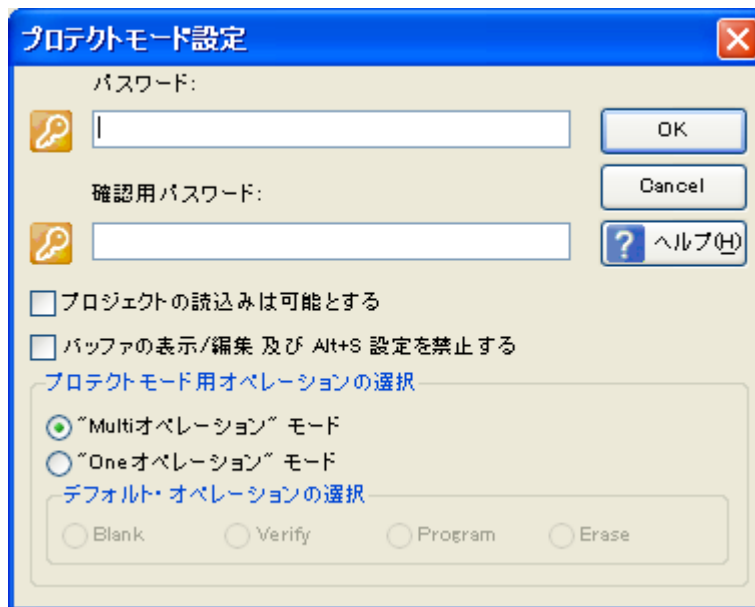 プロテクトモード設定
パスワード:
OK
Cancel
確認用パスワード:
? ヘルプ(H)
プロジェクトの読込みは可能とする
バッファの表示/編集 及び Alt+S 設定を禁止する
プロテクトモード用オペレーションの選択
"Multiオペレーション" モード
"Oneオペレーション" モード
デフォルト・オペレーションの選択
Blank Verify Program Erase